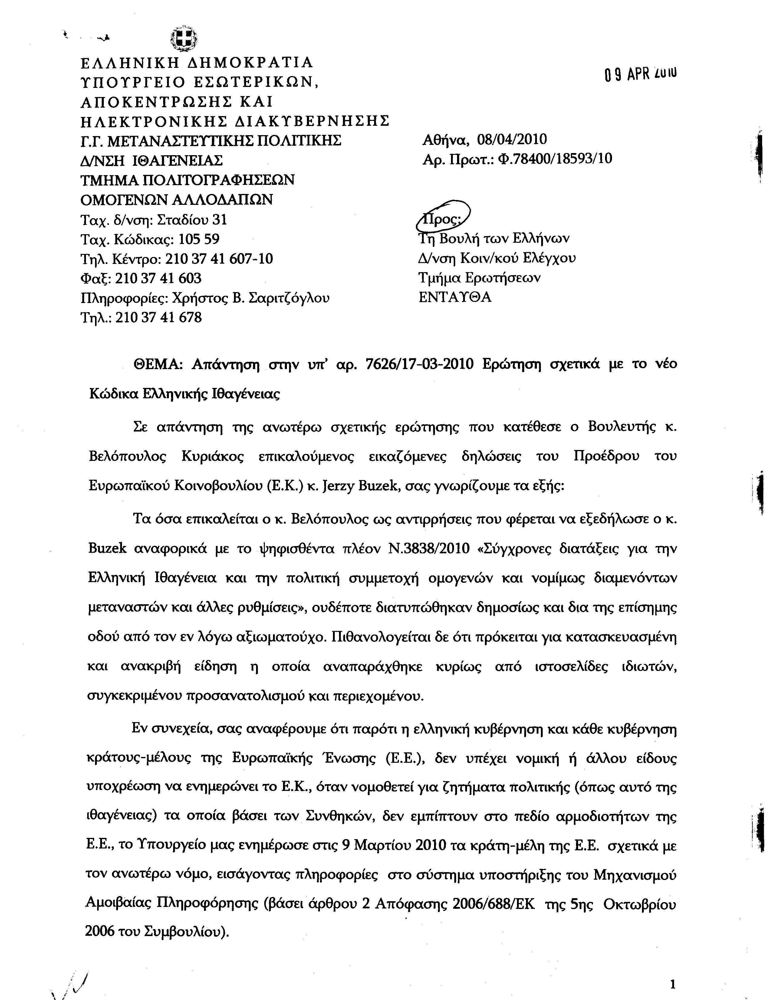 ΕΛΛΗΝΙΚΗ ΔΗΜΟΚΡΑΤΙΑ
ΥΠΟΥΡΓΕΙΟ ΕΣΩΤΕΡΙΚΩΝ,
ΑΠΟΚΕΝΤΡΩΣΗΣ ΚΑΙ
ΗΛΕΚΤΡΟΝΙΚΗΣ ΔΙΑΚΥΒΕΡΝΗΣΗΣ
Γ.Γ. ΜΕΤΑΝΑΣΤΕΥΤΙΚΗΣ ΠΟΛΙΤΙΚΗΣ
Δ/ΝΣΗ ΙΘΑΓΕΝΕΙΑΣ
ΤΜΗΜΑ ΠΟΛΙΤΟΓΡΑΦΗΣΕΩΝ
ΟΜΟΓΕΝΩΝ ΑΛΛΟΔΑΠΩΝ
Ταχ. δ/νση: Σταδίου 31
Ταχ. Κώδικας: 105 59
Τηλ. Κέντρο: 210 37 41 607-10
Φαξ: 210 37 41 603
Πληροφορίες: Χρήστος Β. Σαριτζόγλου
Τηλ.: 210 37 41 678
09 APR 2010
Αθήνα, 08/04/2010
Αρ. Πρωτ.: Φ.78400/18593/10
Προς:
Τη Βουλή των Ελλήνων
Δ/νση Κοιν/κού Ελέγχου
Τμήμα Ερωτήσεων
ΕΝΤΑΥΘΑ
ΘΕΜΑ: Απάντηση στην υπ’ αρ. 7626/17-03-2010 Ερώτηση σχετικά με το νέο
Κώδικα Ελληνικής Ιθαγένειας
Σε απάντηση της ανωτέρω σχετικής ερώτησης που κατέθεσε ο Βουλευτής κ.
Βελόπουλος Κυριάκος επικαλούμενος εικαζόμενες δηλώσεις του Προέδρου του
Ευρωπαϊκού Κοινοβουλίου (Ε.Κ.) κ. Jerzy Buzek, σας γνωρίζουμε τα εξής:
Τα όσα επικαλείται ο κ. Βελόπουλος ως αντιρρήσεις που φέρεται να εξεδήλωσε ο κ.
Buzek αναφορικά με το ψηφισθέντα πλέον Ν.3838/2010 «Σύγχρονες διατάξεις για την
Ελληνική Ιθαγένεια και την πολιτική συμμετοχή ομογενών και νομίμως διαμενόντων
μεταναστών και άλλες ρυθμίσεις», ουδέποτε διατυπώθηκαν δημοσίως και δια της επίσημης
οδού από τον εν λόγω αξιωματούχο. Πιθανολογείται δε ότι πρόκειται για κατασκευασμένη
και ανακριβή είδηση η οποία αναπαράχθηκε κυρίως από ιστοσελίδες ιδιωτών,
συγκεκριμένου προσανατολισμού και περιεχομένου.
Εν συνεχεία, σας αναφέρουμε ότι παρότι η ελληνική κυβέρνηση και κάθε κυβέρνηση
κράτους-μέλους της Ευρωπαϊκής Ένωσης (Ε.Ε.), δεν υπέχει νομική ή άλλου είδους
υποχρέωση να ενημερώνει το Ε.Κ., όταν νομοθετεί για ζητήματα πολιτικής (όπως αυτό της
ιθαγένειας) τα οποία βάσει των Συνθηκών, δεν εμπίπτουν στο πεδίο αρμοδιοτήτων της
Ε.Ε., το Υπουργείο μας ενημέρωσε στις 9 Μαρτίου 2010 τα κράτη-μέλη της Ε.Ε. σχετικά με
τον ανωτέρω νόμο, εισάγοντας πληροφορίες στο σύστημα υποστήριξης του Μηχανισμού
Αμοιβαίας Πληροφόρησης (βάσει άρθρου 2 Απόφασης 2006/688/ΕΚ της 5ης Οκτωβρίου
2006 του Συμβουλίου).
1